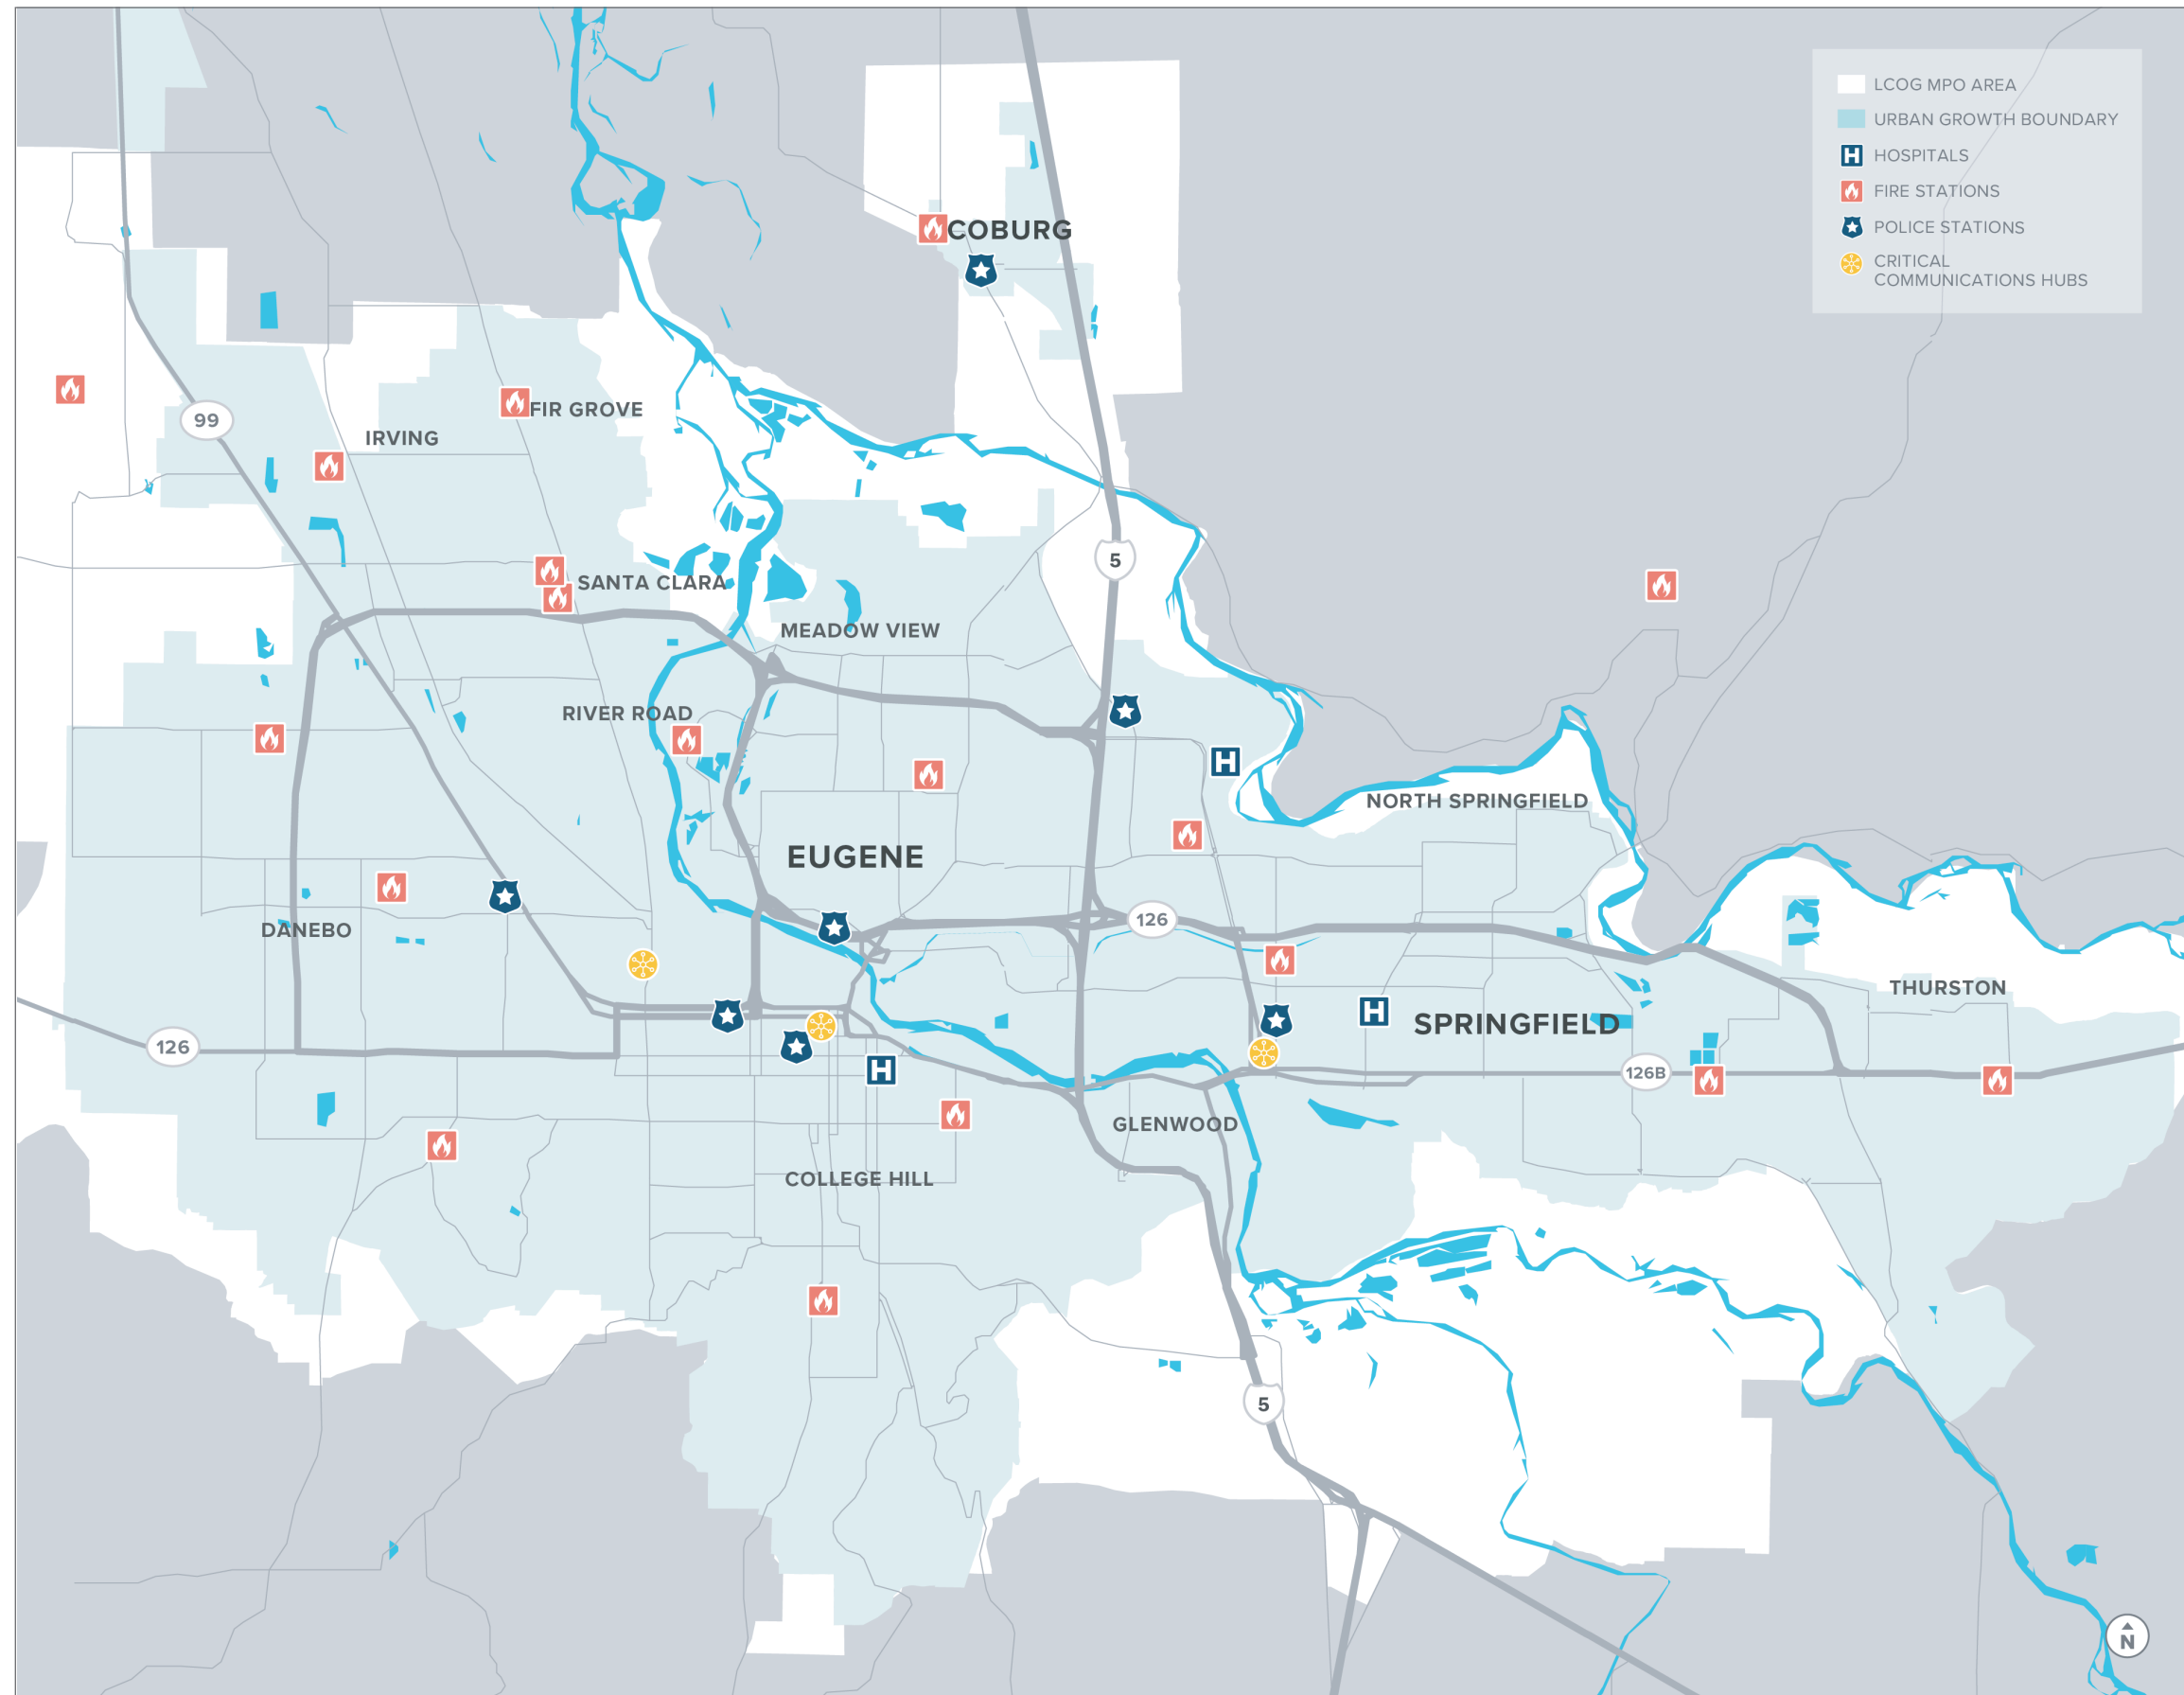 LCOG MPO AREA
URBAN GROWTH BOUNDARY
H HOSPITALS
FIRE STATIONS
POLICE STATIONS
CRITICAL
COMMUNICATIONS HUBS
COBURG
99
FIR GROVE
IRVING
5
SANTA CLARA
MEADOW VIEW
RIVER ROAD
H
NORTH SPRINGFIELD
EUGENE
126
DANEBO
THURSTON
H
SPRINGFIELD
126
H
126B
GLENWOOD
COLLEGE HILL
5
N